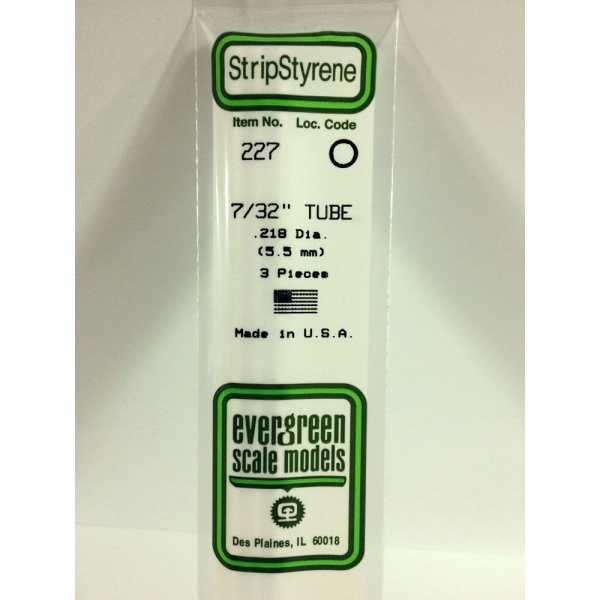 StripStyrene
Item No. Loc. Code
227
7/32" TUBE
.218 Dia.
(5.5 mm)
3 Pieces
Made in U.S.A.
evergreen
scale models
Des Plaines, IL 60018